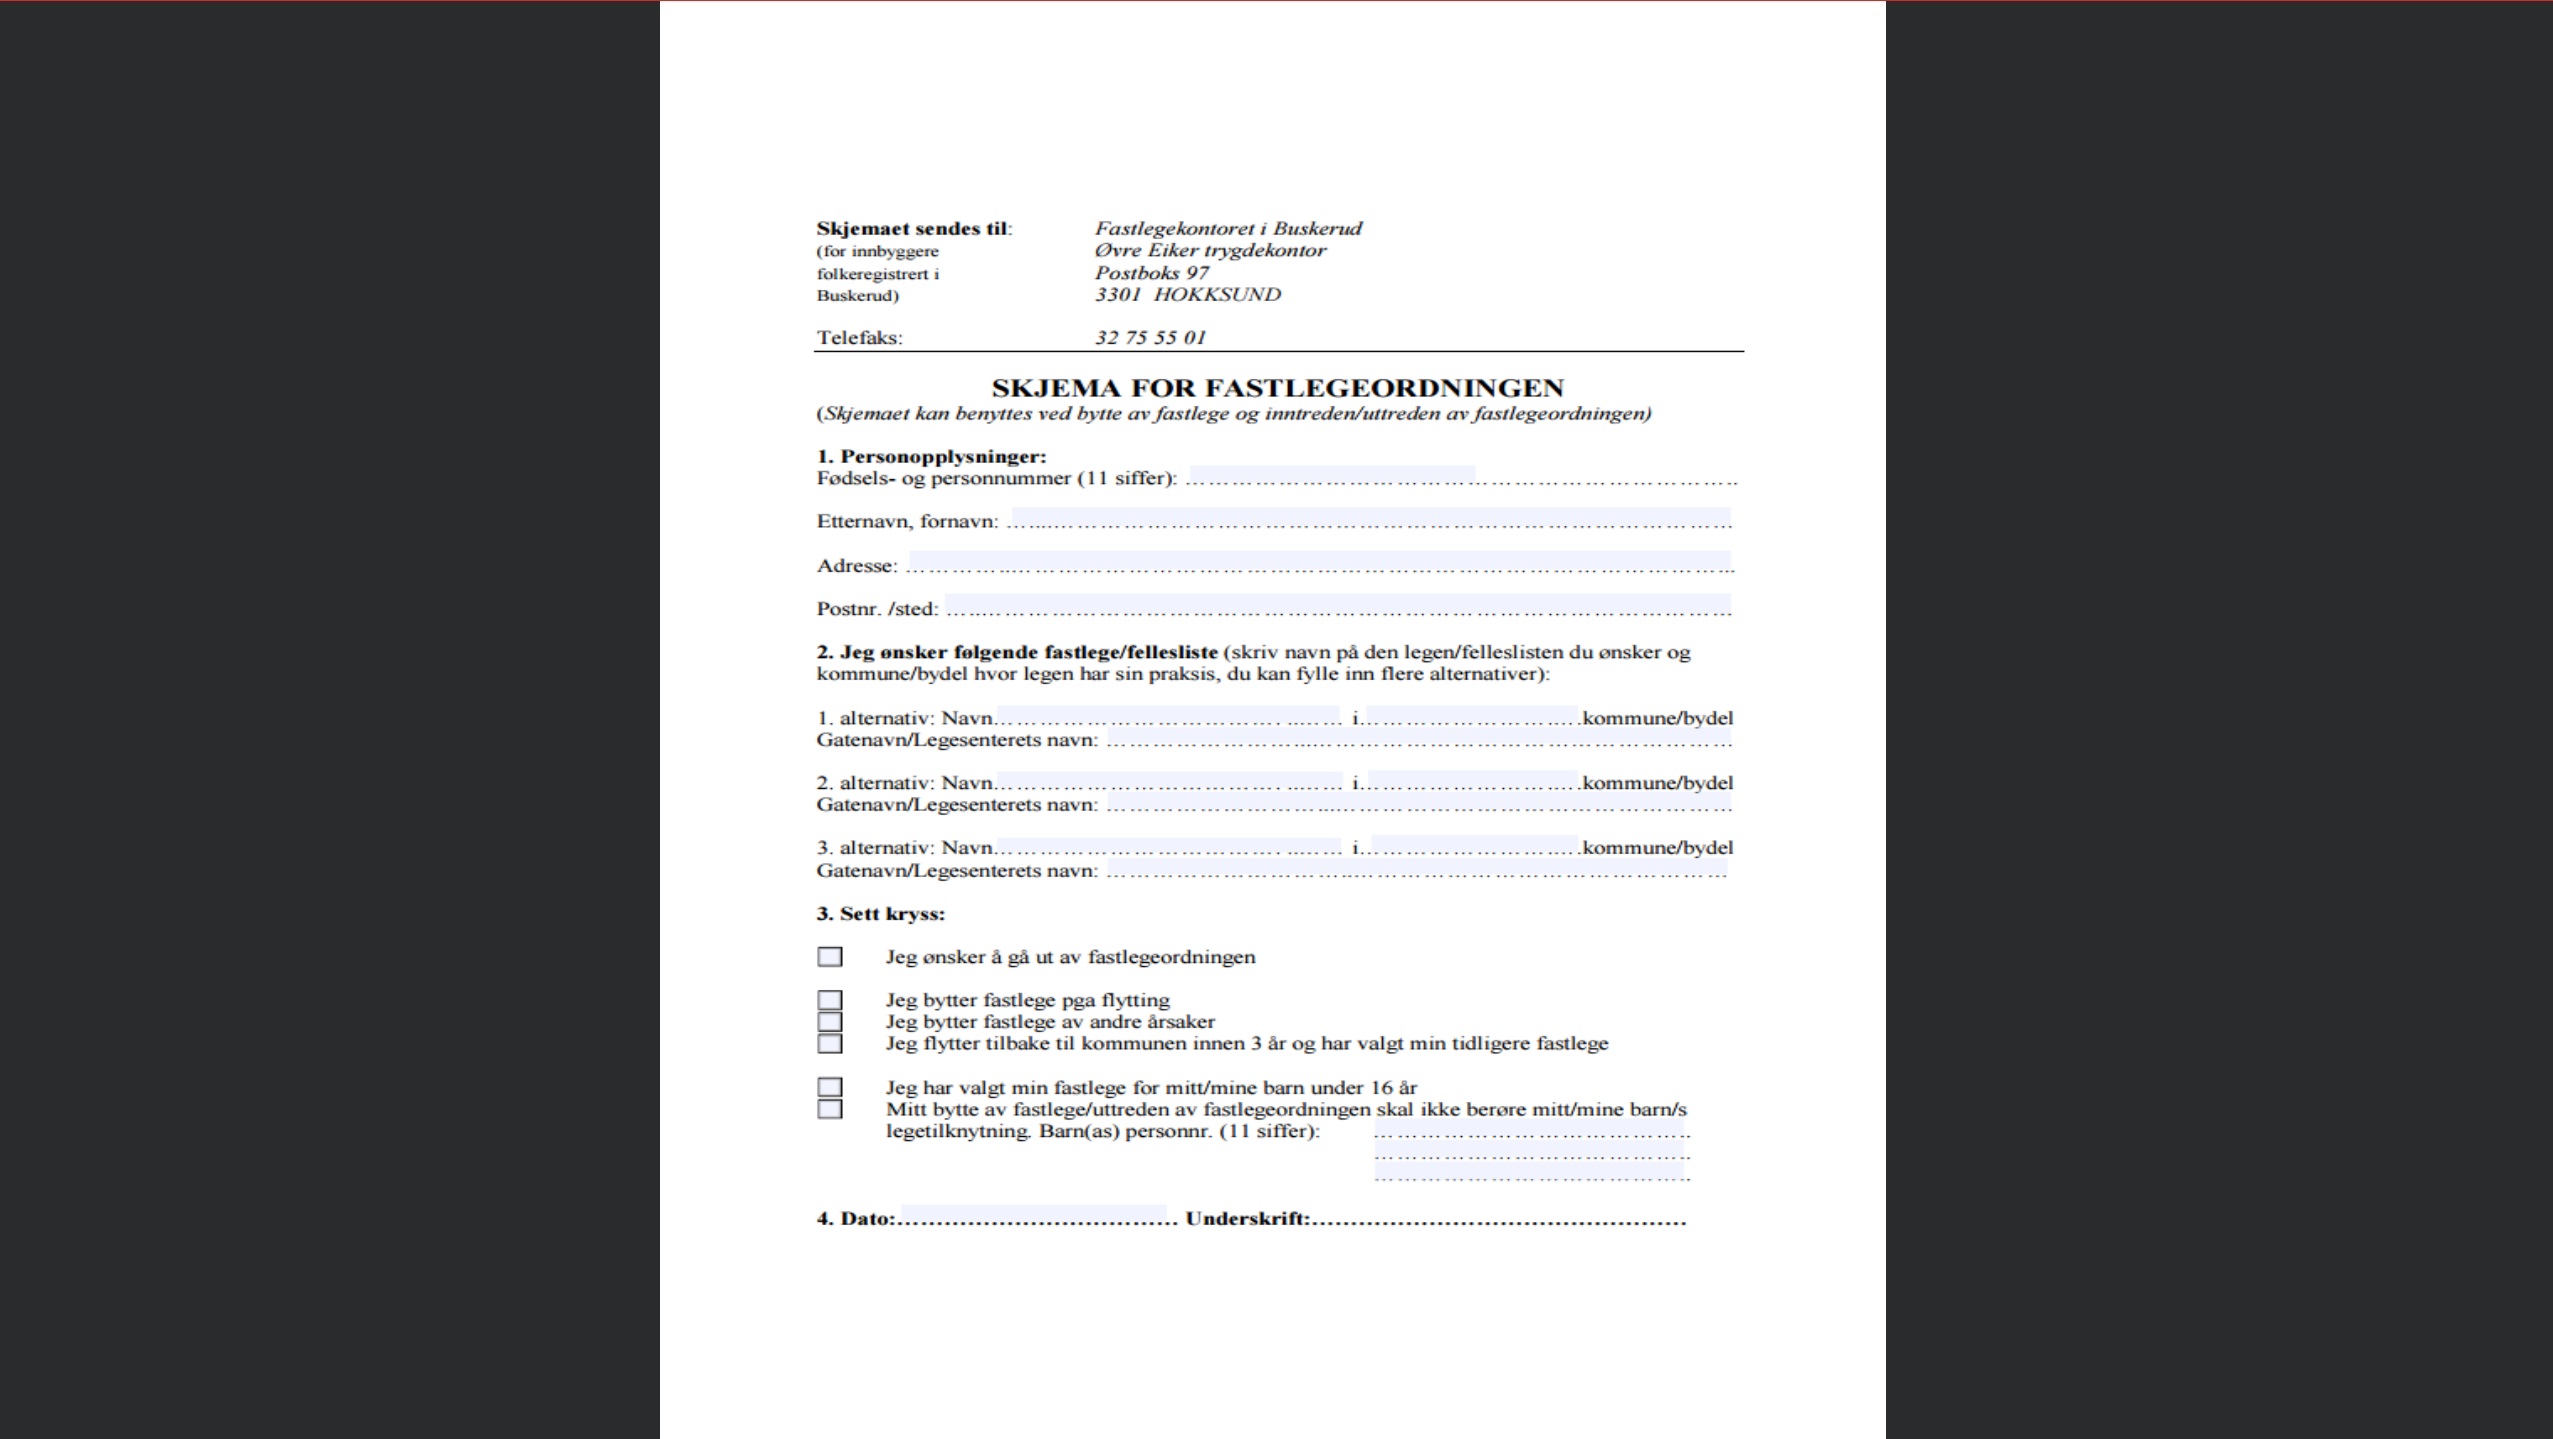 Skjemaet sendes til: Fastlegekontoret i Buskerud
(for innbyggere Øvre Eiker trygdekontor
folkeregistrert i Postboks 97
Buskerud) 3301 HOKKSUND
Telefaks: 32 75 55 01
SKJEMA FOR FASTLEGEORDNINGEN
(Skjemaet kan benyttes ved bytte av fastlege og inntreden/uttreden av fastlegeordningen)
1. Personopplysninger:
Fødsels- og personnummer (11 siffer): ……………………………………………………………..
Etternavn, fornavn: ……………………………………………………………………………
Adresse: ……………………………………………………………………………………...
Postnr. /sted: …………………………………………………………………………………
2. Jeg ønsker følgende fastlege/fellesliste (skriv navn på den legen/felleslisten du ønsker og
kommune/bydel hvor legen har sin praksis, du kan fylle inn flere alternativer):
1. alternativ: Navn……………………………………… i…………………………kommune/bydel
Gatenavn/Legesenterets navn: ……………………………………………………………………
2. alternativ: Navn……………………………………… i…………………………kommune/bydel
Gatenavn/Legesenterets navn: ……………………………………………………………………
3. alternativ: Navn……………………………………… i…………………………kommune/bydel
Gatenavn/Legesenterets navn: ……………………………………………………………………
3. Sett kryss:
Jeg ønsker å gå ut av fastlegeordningen
Jeg bytter fastlege pga flytting
Jeg bytter fastlege av andre årsaker
Jeg flytter tilbake til kommunen innen 3 år og har valgt min tidligere fastlege
Jeg har valgt min fastlege for mitt/mine barn under 16 år
Mitt bytte av fastlege/uttreden av fastlegeordningen skal ikke berøre mitt/mine barn/s
legetilknytning. Barn(as) personnr. (11 siffer): …………………………………..
…………………………………..
…………………………………..
4. Dato:……………………………… Underskrift:…………………………………………